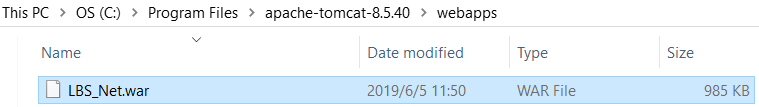 This PC > OS (C:) > Program Files > apache-tomcat-8.5.40 > webapps
Name Date modified Type Size
LBS_Net.war 2019/6/5 11:50 WAR File 985 KB